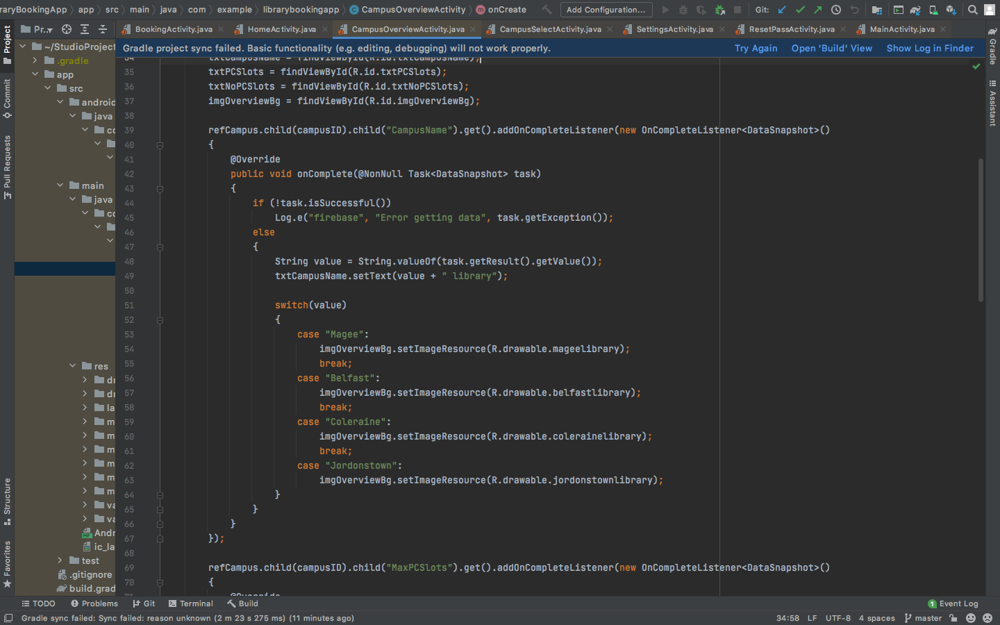 raryBookingApp app src main java com example librarybookingapp CampusOverviewActivity onCreate Add Configuration... Git:
Pr... BookingActivity.java HomeActivity.java CampusOverviewActivity.java CampusSelectActivity.java SettingsActivity.java ResetPassActivity.java MainActivity.java
Gradle project sync failed. Basic functionality (e.g. editing, debugging) will not work properly. Try Again Open 'Build' View Show Log in Finder
Project
Commit
Pull Requests
Structure
Favorites
~/StudioProject
.gradle
app
src
android
java
co
main
java
co
res
dr
dr
la
m
m
m
m
m
m
va
va
Andr
ic_la
test
.gitignore
build.grad
34 txtCampusName = findViewById(R.id.txtCampusName);
35 txtPCSlots = findViewById(R.id.txtPCSlots);
36 txtNoPCSlots = findViewById(R.id.txtNoPCSlots);
37 imgOverviewBg = findViewById(R.id.imgOverviewBg);
38
39 refCampus.child(campusID).child("CampusName").get().addOnCompleteListener(new OnCompleteListener<DataSnapshot>()
40 {
41 @Override
42 public void onComplete(@NonNull Task<DataSnapshot> task)
43 {
44 if (!task.isSuccessful())
45 Log.e("firebase", "Error getting data", task.getException());
46 else
47 {
48 String value = String.valueOf(task.getResult().getValue());
49 txtCampusName.setText(value + " library");
50
51 switch(value)
52 {
53 case "Magee":
54 imgOverviewBg.setImageResource(R.drawable.mageelibrary);
55 break;
56 case "Belfast":
57 imgOverviewBg.setImageResource(R.drawable.belfastlibrary);
58 break;
59 case "Coleraine":
60 imgOverviewBg.setImageResource(R.drawable.colerainelibrary);
61 break;
62 case "Jordonstown":
63 imgOverviewBg.setImageResource(R.drawable.jordonstownlibrary);
64 }
65 }
66 }
67 });
68
69 refCampus.child(campusID).child("MaxPCSlots").get().addOnCompleteListener(new OnCompleteListener<DataSnapshot>()
70 {
71 @Override
Gradle
Assistant
TODO Problems Git Terminal Build 1 Event Log
Gradle sync failed: Sync failed: reason unknown (2 m 23 s 275 ms) (11 minutes ago) 34:58 LF UTF-8 4 spaces master